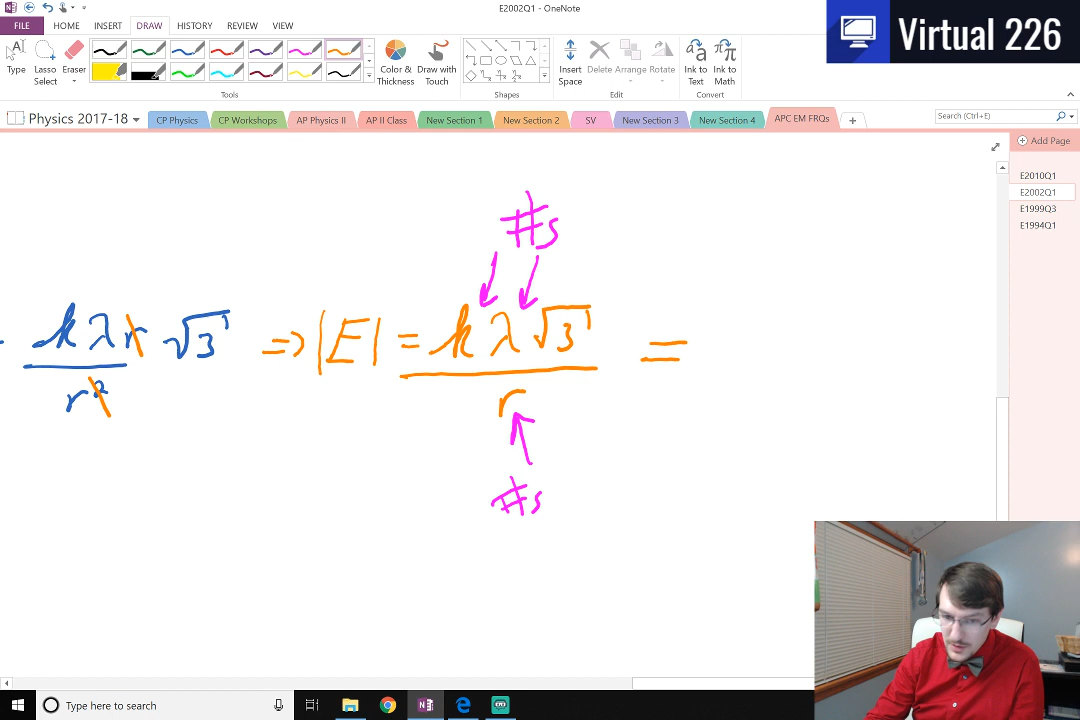 E2002Q1 - OneNote
FILE HOME INSERT DRAW HISTORY REVIEW VIEW
Virtual 226
Type
Lasso Select
Eraser
Color & Thickness
Draw with Touch
Insert Space
Delete
Arrange
Rotate
Ink to Text
Ink to Math
Tools
Shapes
Edit
Convert
Physics 2017-18
CP Physics
CP Workshops
AP Physics II
AP II Class
New Section 1
New Section 2
SV
New Section 3
New Section 4
APC EM FRQs
Search (Ctrl+E)
Add Page
E2010Q1
E2002Q1
E1999Q3
E1994Q1
#s
kλr √3 ⇒ |E| = kλ√3 =
r² r
#s
Type here to search